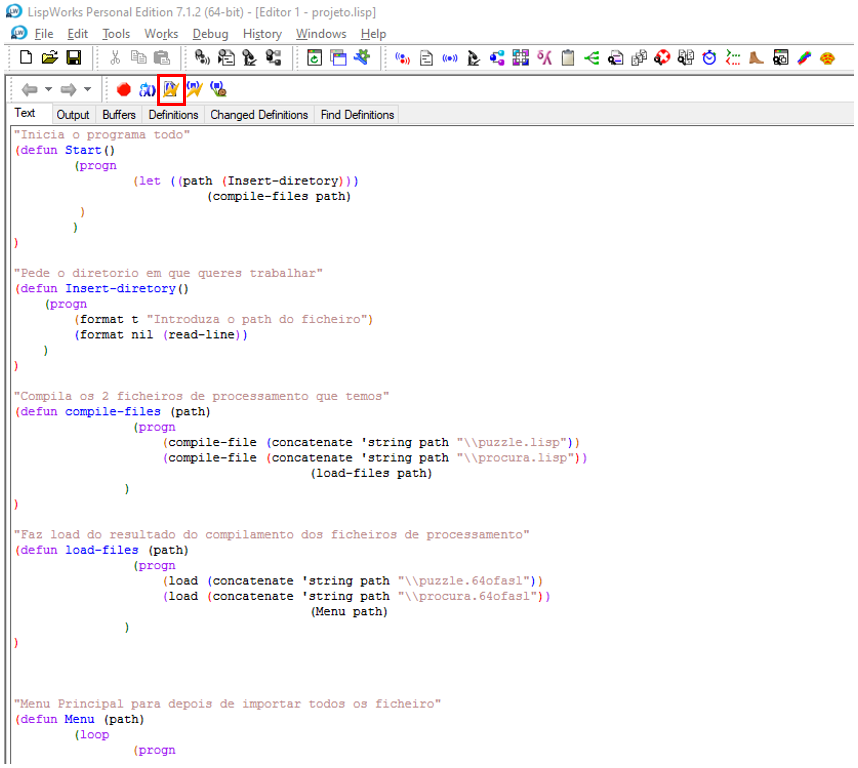 LispWorks Personal Edition 7.1.2 (64-bit) - [Editor 1 - projeto.lisp]
File Edit Tools Works Debug History Windows Help
Text Output Buffers Definitions Changed Definitions Find Definitions
"Inicia o programa todo"
(defun Start()
(progn
(let ((path (Insert-diretory)))
(compile-files path)
)
)
)
"Pede o diretorio em que queres trabalhar"
(defun Insert-diretory()
(progn
(format t "Introduza o path do ficheiro")
(format nil (read-line))
)
)
"Compila os 2 ficheiros de processamento que temos"
(defun compile-files (path)
(progn
(compile-file (concatenate 'string path "\\puzzle.lisp"))
(compile-file (concatenate 'string path "\\procura.lisp"))
(load-files path)
)
)
"Faz load do resultado do compilamento dos ficheiros de processamento"
(defun load-files (path)
(progn
(load (concatenate 'string path "\\puzzle.64ofasl"))
(load (concatenate 'string path "\\procura.64ofasl"))
(Menu path)
)
)
"Menu Principal para depois de importar todos os ficheiro"
(defun Menu (path)
(loop
(progn